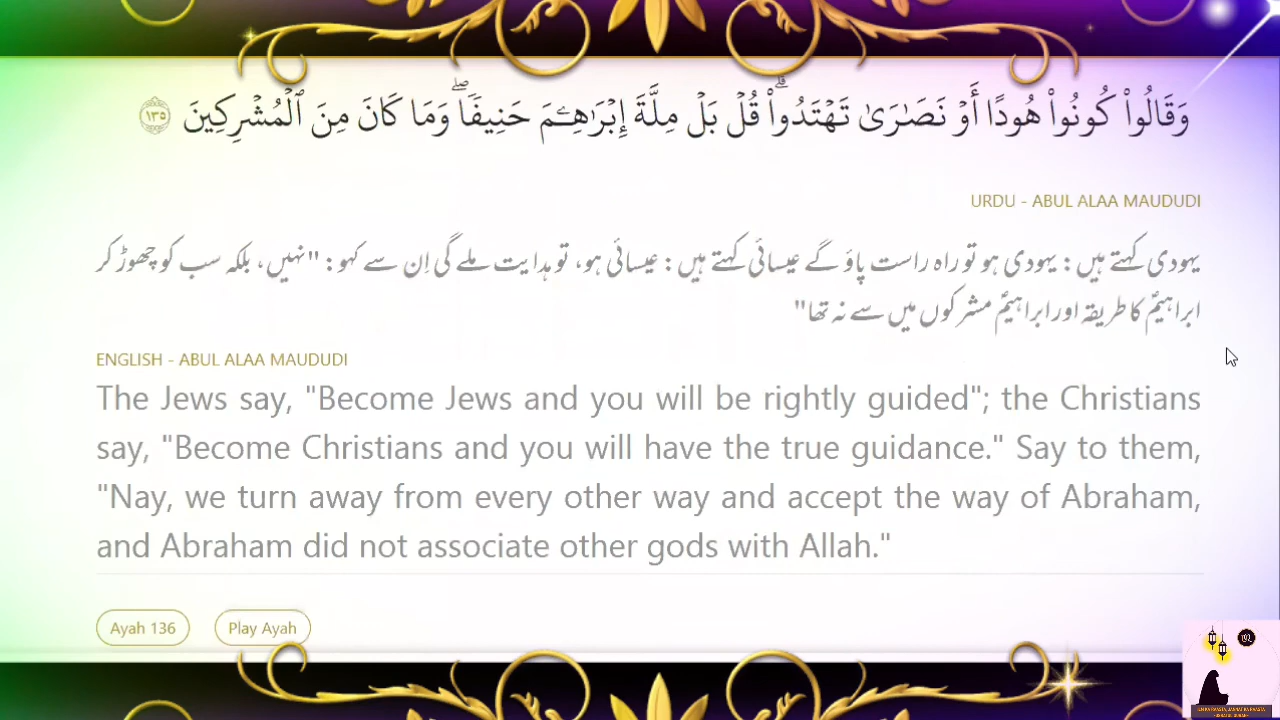 وَقَالُوا۟ كُونُوا۟ هُودًا أَوْ نَصَـٰرَىٰ تَهْتَدُوا۟ ۗ قُلْ بَلْ مِلَّةَ إِبْرَٰهِـۧمَ حَنِيفًا ۖ وَمَا كَانَ مِنَ ٱلْمُشْرِكِينَ ١٣٥
URDU - ABUL ALAA MAUDUDI
یہودی کہتے ہیں: یہودی ہو تو راہ راست پاؤ گے عیسائی کہتے ہیں: عیسائی ہو، تو ہدایت ملے گی اِن سے کہو: "نہیں، بلکہ سب کو چھوڑ کر
ابراہیمؑ کا طریقہ اور ابراہیمؑ مشرکوں میں سے نہ تھا"
ENGLISH - ABUL ALAA MAUDUDI
The Jews say, "Become Jews and you will be rightly guided"; the Christians
say, "Become Christians and you will have the true guidance." Say to them,
"Nay, we turn away from every other way and accept the way of Abraham,
and Abraham did not associate other gods with Allah."
Ayah 136
Play Ayah